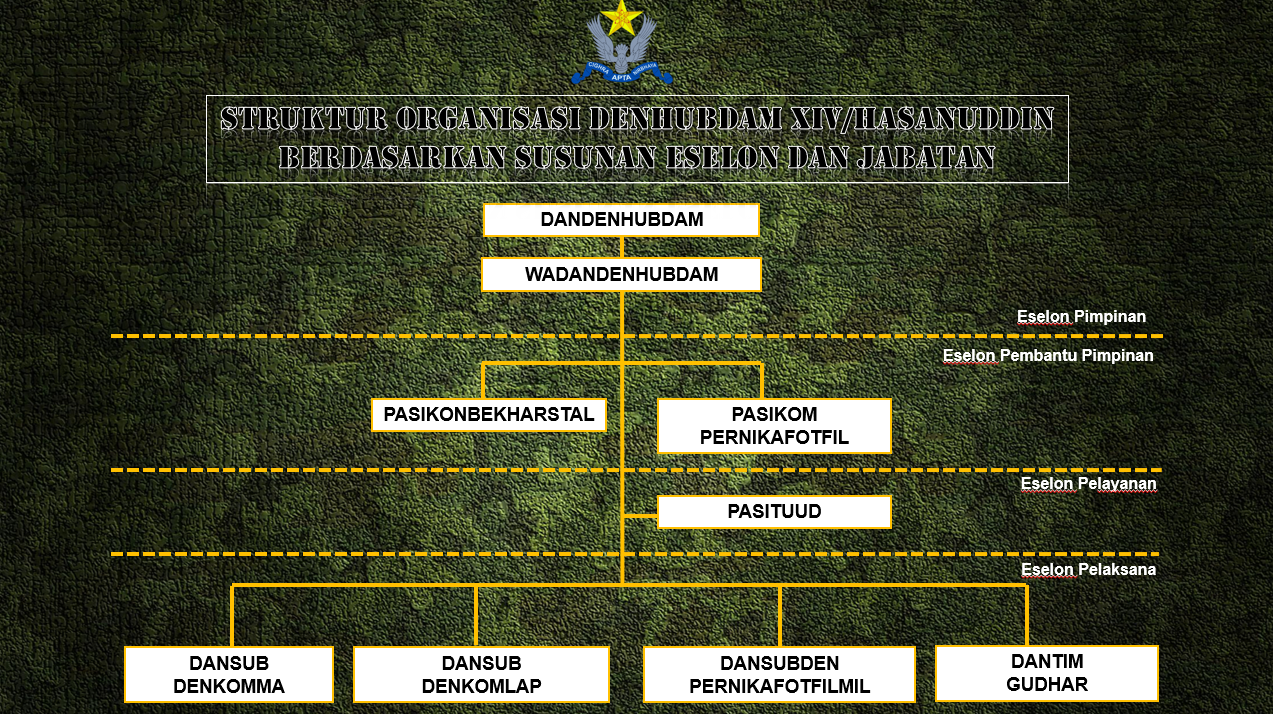 CIGHRA APTA NIRBHAYA
STRUKTUR ORGANISASI DENHUBDAM XIV/HASANUDDIN
BERDASARKAN SUSUNAN ESELON DAN JABATAN
DANDENHUBDAM
WADANDENHUBDAM
Eselon Pimpinan
Eselon Pembantu Pimpinan
PASIKONBEKHARSTAL
PASIKOM
PERNIKAFOTFIL
Eselon Pelayanan
PASITUUD
Eselon Pelaksana
DANSUB
DENKOMMA
DANSUB
DENKOMLAP
DANSUBDEN
PERNIKAFOTFILMIL
DANTIM
GUDHAR